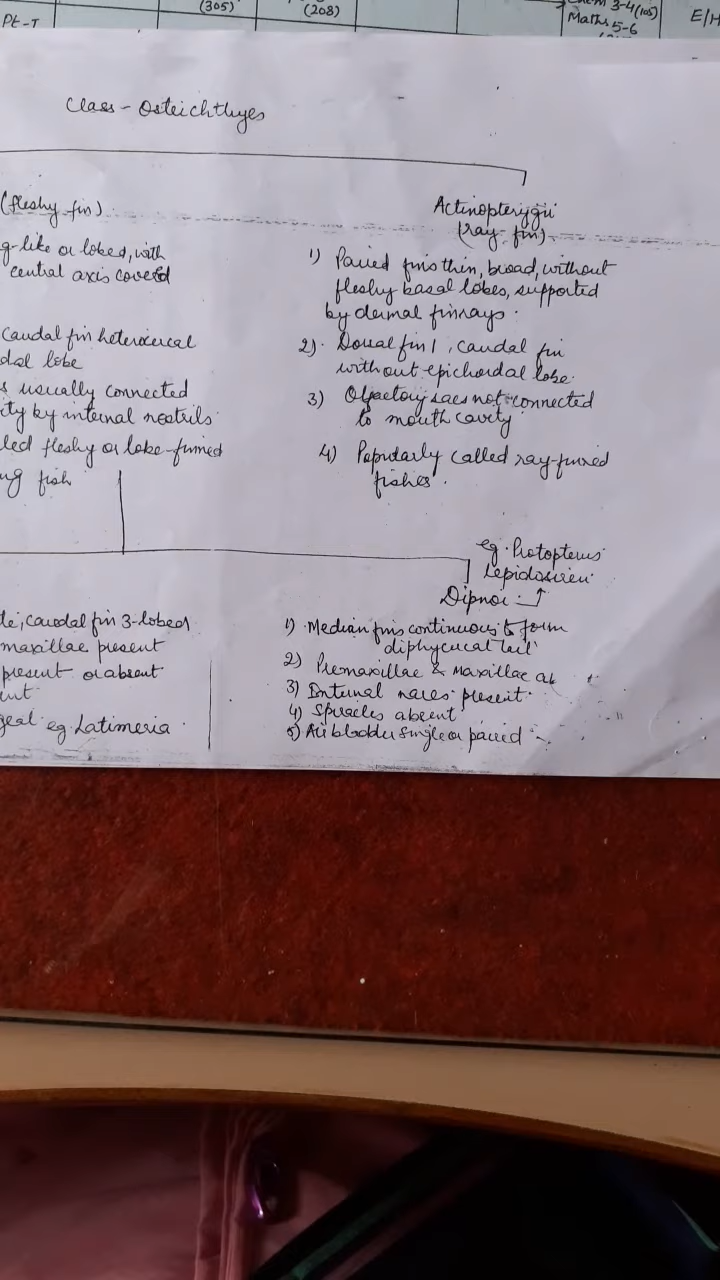 (305)
(208)
3-4(105)
Maths 5-6
E/H
Pt-T
Class - Osteichthyes
(fleshy fin)
g-like or lobed, with
central axis covered
caudal fin heterocercal
dal lobe
s usually connected
ity by internal nostrils
led fleshy or lobe-finned
ng fish
Actinopterygii
(ray-fin)
1) Paired fins thin, broad, without
fleshy basal lobes, supported
by dermal finrays.
2). Dorsal fin 1, caudal fin
without epichordal lobe.
3) Olfactory sacs not connected
to mouth cavity
4) Popularly called ray-finned
fishes.
te, caudal fin 3-lobed
maxillae present
present or absent
ent
geal eg. Latimeria
eg. Protopterus
Lepidosiren
Dipnoi
1) Median fins continuous to form
diphycercal tail
2) Premaxillae & Maxillae ab
3) Internal nares present.
4) Spiracles absent
5) Air bladder single or paired